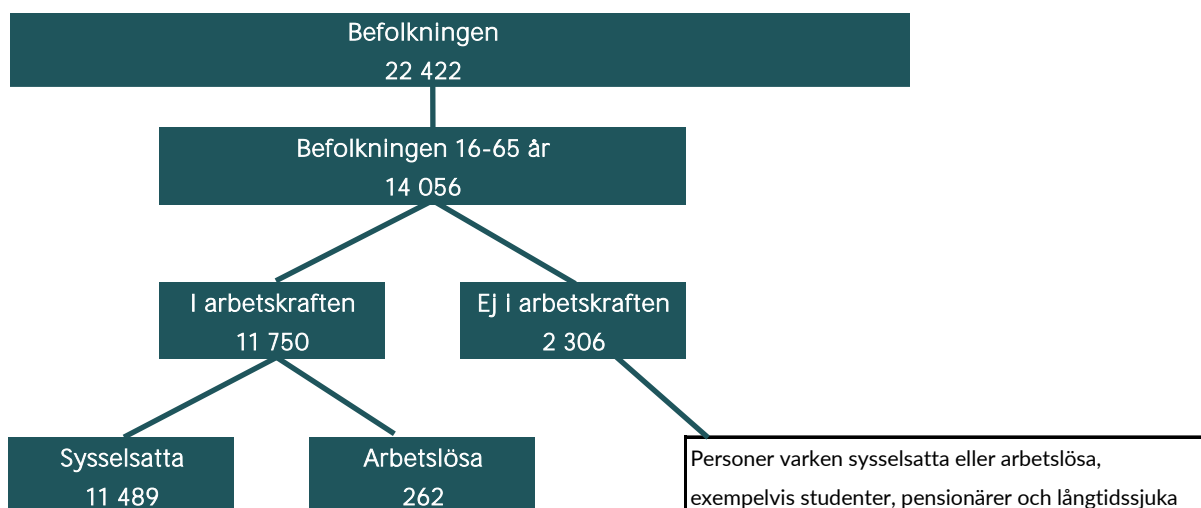 Befolkningen
22 422
Befolkningen 16-65 år
14 056
I arbetskraften
11 750
Ej i arbetskraften
2 306
Sysselsatta
11 489
Arbetslösa
262
Personer varken sysselsatta eller arbetslösa,
exempelvis studenter, pensionärer och långtidssjuka